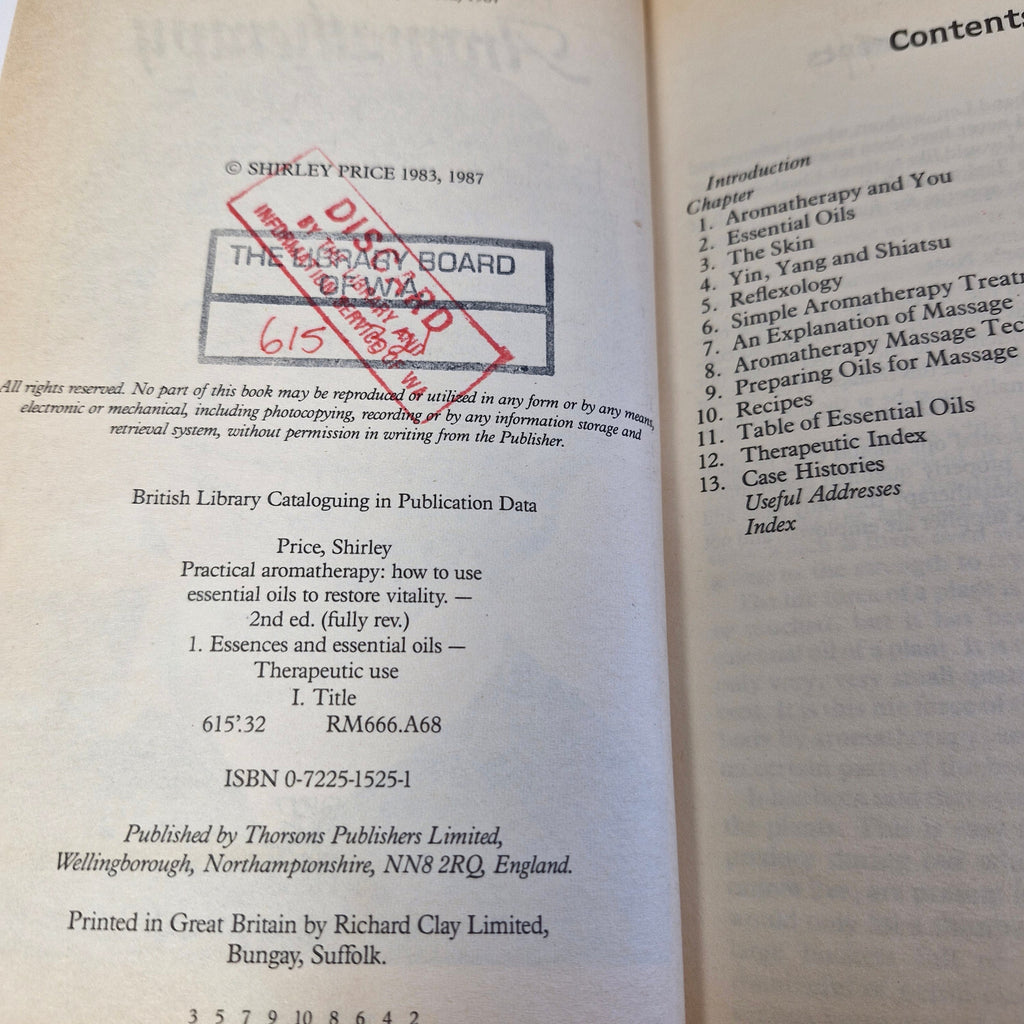 © SHIRLEY PRICE 1983, 1987
DISCARD
BY THE LIBRARY AND
INFORMATION SERVICE OF WA
THE LIBRARY BOARD
OF W.A.
615
All rights reserved. No part of this book may be reproduced or utilized in any form or by any means,
electronic or mechanical, including photocopying, recording or by any information storage and
retrieval system, without permission in writing from the Publisher.
British Library Cataloguing in Publication Data
Price, Shirley
Practical aromatherapy: how to use
essential oils to restore vitality. —
2nd ed. (fully rev.)
1. Essences and essential oils —
Therapeutic use
I. Title
615'.32 RM666.A68
ISBN 0-7225-1525-1
Published by Thorsons Publishers Limited,
Wellingborough, Northamptonshire, NN8 2RQ, England.
Printed in Great Britain by Richard Clay Limited,
Bungay, Suffolk.
3 5 7 9 10 8 6 4 2
Contents
Introduction
Chapter
1. Aromatherapy and You
2. Essential Oils
3. The Skin
4. Yin, Yang and Shiatsu
5. Reflexology
6. Simple Aromatherapy Treat
7. An Explanation of Massage
8. Aromatherapy Massage Tec
9. Preparing Oils for Massage
10. Recipes
11. Table of Essential Oils
12. Therapeutic Index
13. Case Histories
Useful Addresses
Index